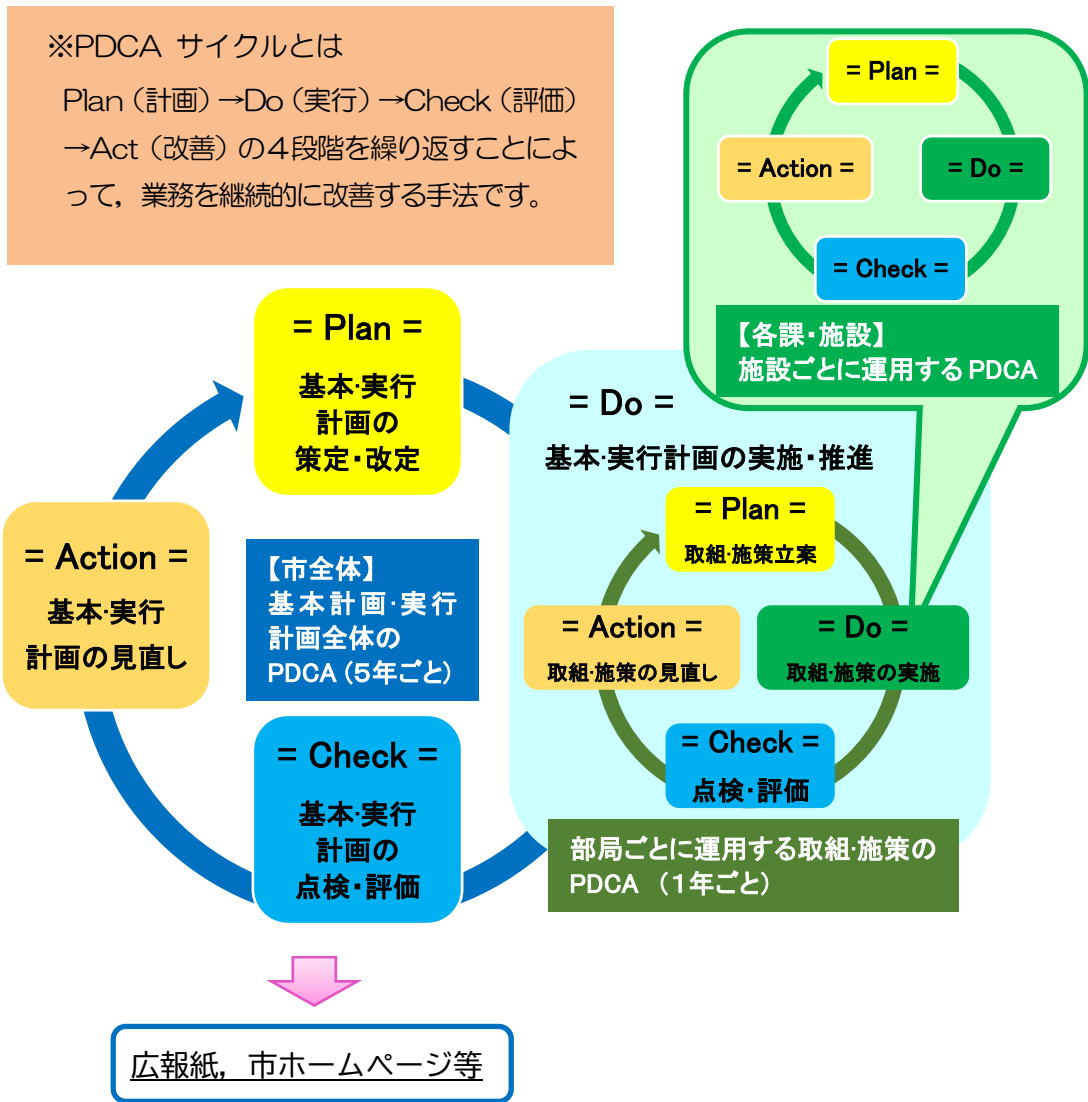 ※PDCA サイクルとは
Plan（計画）→Do（実行）→Check（評価）
→Act（改善）の４段階を繰り返すことによ
って，業務を継続的に改善する手法です。
= Plan =
= Action =
= Do =
= Check =
【各課・施設】
施設ごとに運用するPDCA
= Plan =
基本・実行
計画の
策定・改定
= Do =
基本・実行計画の実施・推進
= Plan =
取組・施策立案
= Action =
取組・施策の見直し
= Do =
取組・施策の実施
= Check =
点検・評価
部局ごとに運用する取組・施策の
PDCA （１年ごと）
= Action =
基本・実行
計画の見直し
【市全体】
基本計画・実行
計画全体の
PDCA（５年ごと）
= Check =
基本・実行
計画の
点検・評価
広報紙，市ホームページ等